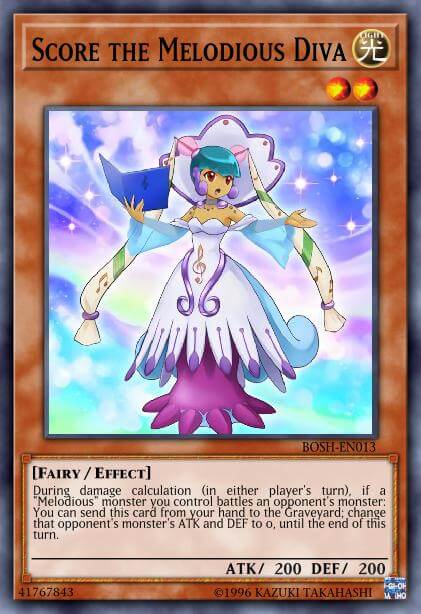 SCORE THE MELODIOUS DIVA
LIGHT
光
BOSH-EN013
[FAIRY / EFFECT]
During damage calculation (in either player's turn), if a
"Melodious" monster you control battles an opponent's monster:
You can send this card from your hand to the Graveyard; change
that opponent's monster's ATK and DEF to 0, until the end of this
turn.
ATK/ 200 DEF/ 200
41767843
©1996 KAZUKI TAKAHASHI